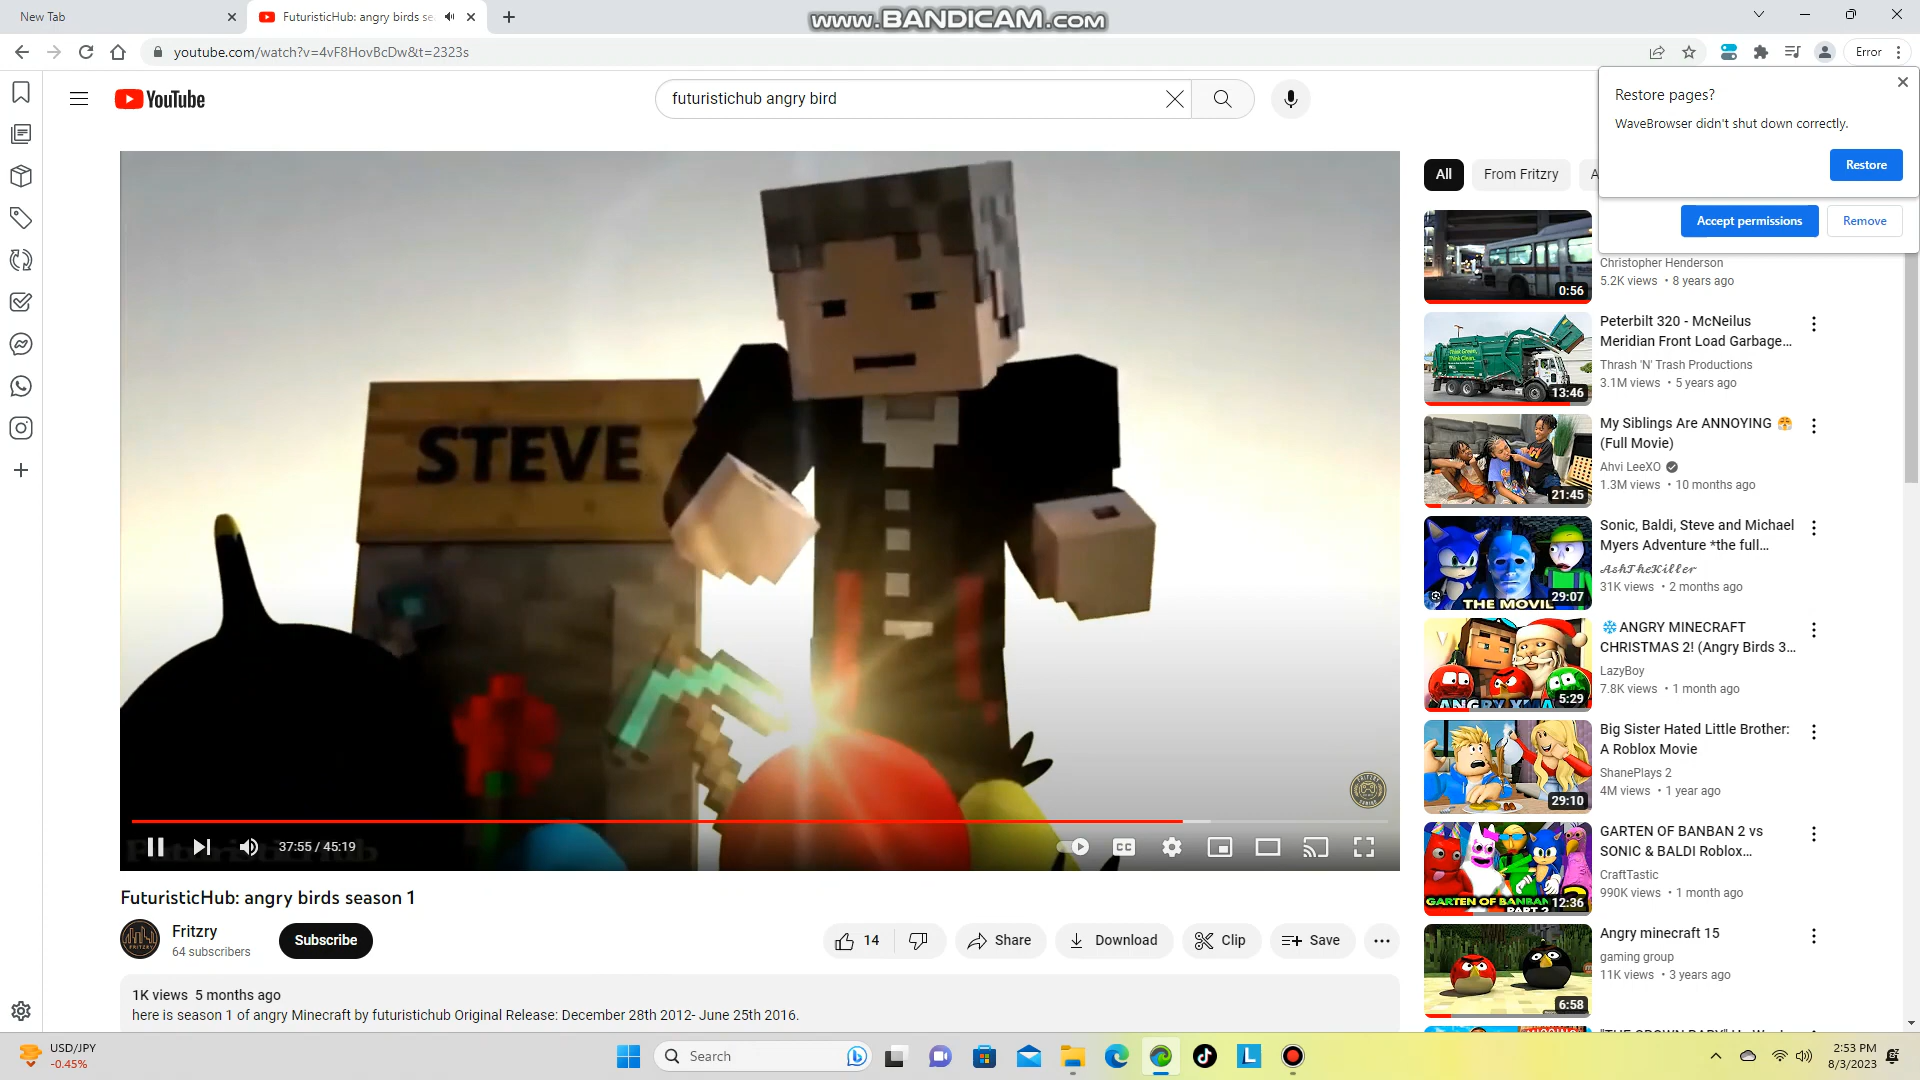 New Tab
FuturisticHub: angry birds se
www.BANDICAM.com
youtube.com/watch?v=4vF8HovBcDw&t=2323s
Error
YouTube
futuristichub angry bird
Restore pages?
WaveBrowser didn't shut down correctly.
Restore
Accept permissions
Remove
All
From Fritzry
A
0:56
Christopher Henderson
5.2K views • 8 years ago
Peterbilt 320 - McNeilus
Meridian Front Load Garbage...
Thrash 'N' Trash Productions
3.1M views • 5 years ago
13:46
My Siblings Are ANNOYING 😤
(Full Movie)
Ahvi LeeXO
1.3M views • 10 months ago
21:45
Sonic, Baldi, Steve and Michael
Myers Adventure *the full...
𝓐𝓼𝓱𝓣𝓱𝓮𝓚𝓲𝓵𝓵𝓮𝓻
31K views • 2 months ago
THE MOVIE
29:07
❄️ANGRY MINECRAFT
CHRISTMAS 2! (Angry Birds 3...
LazyBoy
7.8K views • 1 month ago
5:29
ANGRY XMA
Big Sister Hated Little Brother:
A Roblox Movie
ShanePlays 2
4M views • 1 year ago
29:10
GARTEN OF BANBAN 2 vs
SONIC & BALDI Roblox...
CraftTastic
990K views • 1 month ago
GARTEN OF BANBAN
PART 2
12:36
Angry minecraft 15
gaming group
11K views • 3 years ago
6:58
STEVE
FuturisticHub
37:55 / 45:19
CC
FuturisticHub: angry birds season 1
Fritzry
64 subscribers
Subscribe
14
Share
Download
Clip
Save
1K views 5 months ago
here is season 1 of angry Minecraft by futuristichub Original Release: December 28th 2012- June 25th 2016.
USD/JPY
-0.45%
Search
L
2:53 PM
8/3/2023